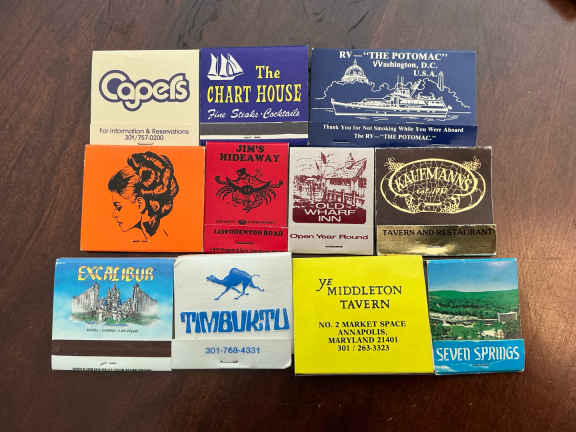 Capers
For Information & Reservations
301/757-0200
The
CHART HOUSE
Fine Steaks · Cocktails
RV—"THE POTOMAC"
Washington, D.C.
U.S.A.
Thank You for Not Smoking While You Were Aboard
The RV—"THE POTOMAC."
JIM'S
HIDEAWAY
ROAD
OLD
WHARF
INN
Open Year Round
KAUFMANN'S
TAVERN AND RESTAURANT
EXCALIBUR
TIMBUKTU
301-768-4331
Ye
MIDDLETON
TAVERN
NO. 2 MARKET SPACE
ANNAPOLIS,
MARYLAND 21401
301 / 263-3323
SEVEN SPRINGS